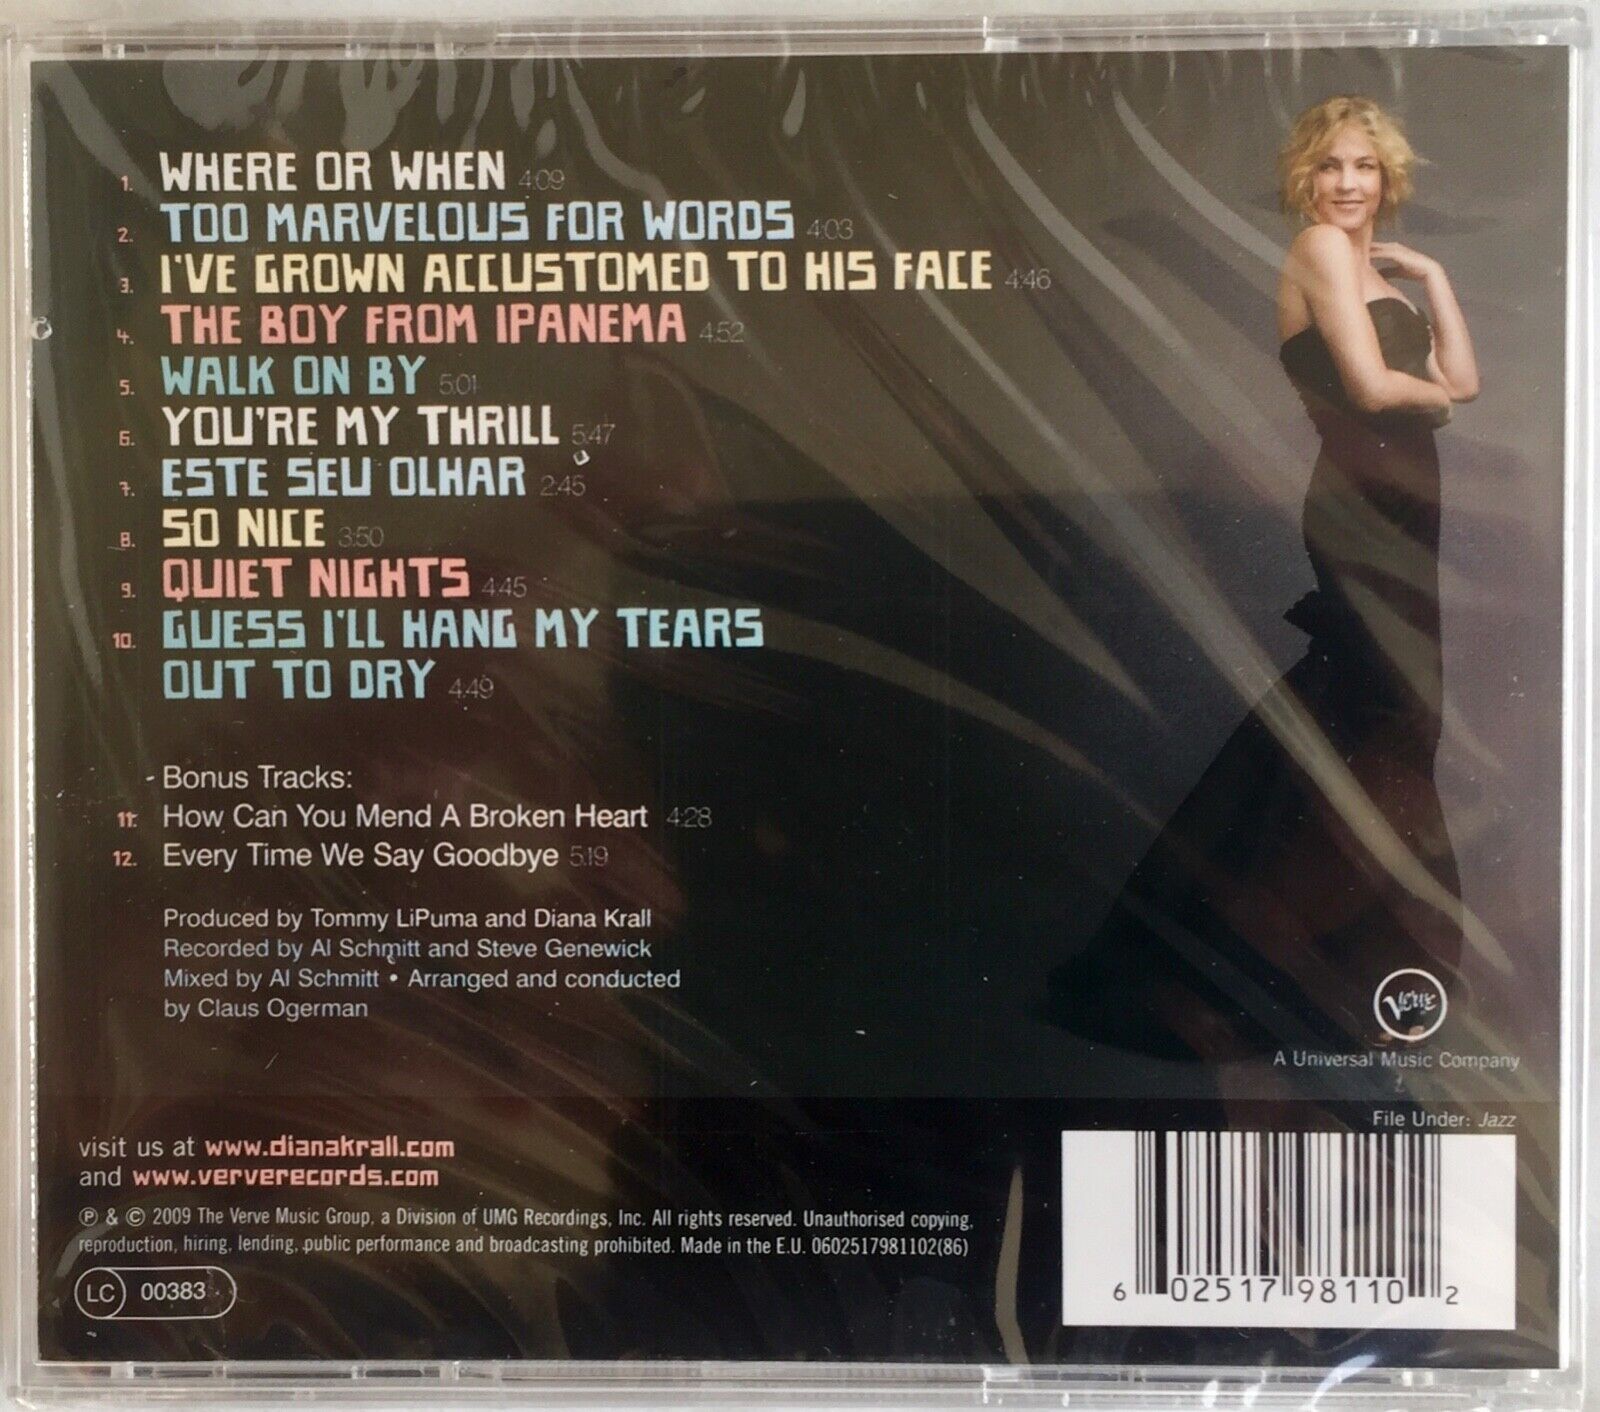 1. WHERE OR WHEN 4:09
2. TOO MARVELOUS FOR WORDS 4:03
3. I'VE GROWN ACCUSTOMED TO HIS FACE 4:46
4. THE BOY FROM IPANEMA 4:52
5. WALK ON BY 5:01
6. YOU'RE MY THRILL 5:47
7. ESTE SEU OLHAR 2:45
8. SO NICE 3:50
9. QUIET NIGHTS 4:45
10. GUESS I'LL HANG MY TEARS
OUT TO DRY 4:49
Bonus Tracks:
11. How Can You Mend A Broken Heart 4:28
12. Every Time We Say Goodbye 5:19
Produced by Tommy LiPuma and Diana Krall
Recorded by Al Schmitt and Steve Genewick
Mixed by Al Schmitt • Arranged and conducted
by Claus Ogerman
VERVE
A Universal Music Company
File Under: Jazz
visit us at www.dianakrall.com
and www.ververecords.com
℗ & © 2009 The Verve Music Group, a Division of UMG Recordings, Inc. All rights reserved. Unauthorised copying,
reproduction, hiring, lending, public performance and broadcasting prohibited. Made in the E.U. 0602517981102(86)
LC 00383
6 02517 98110 2